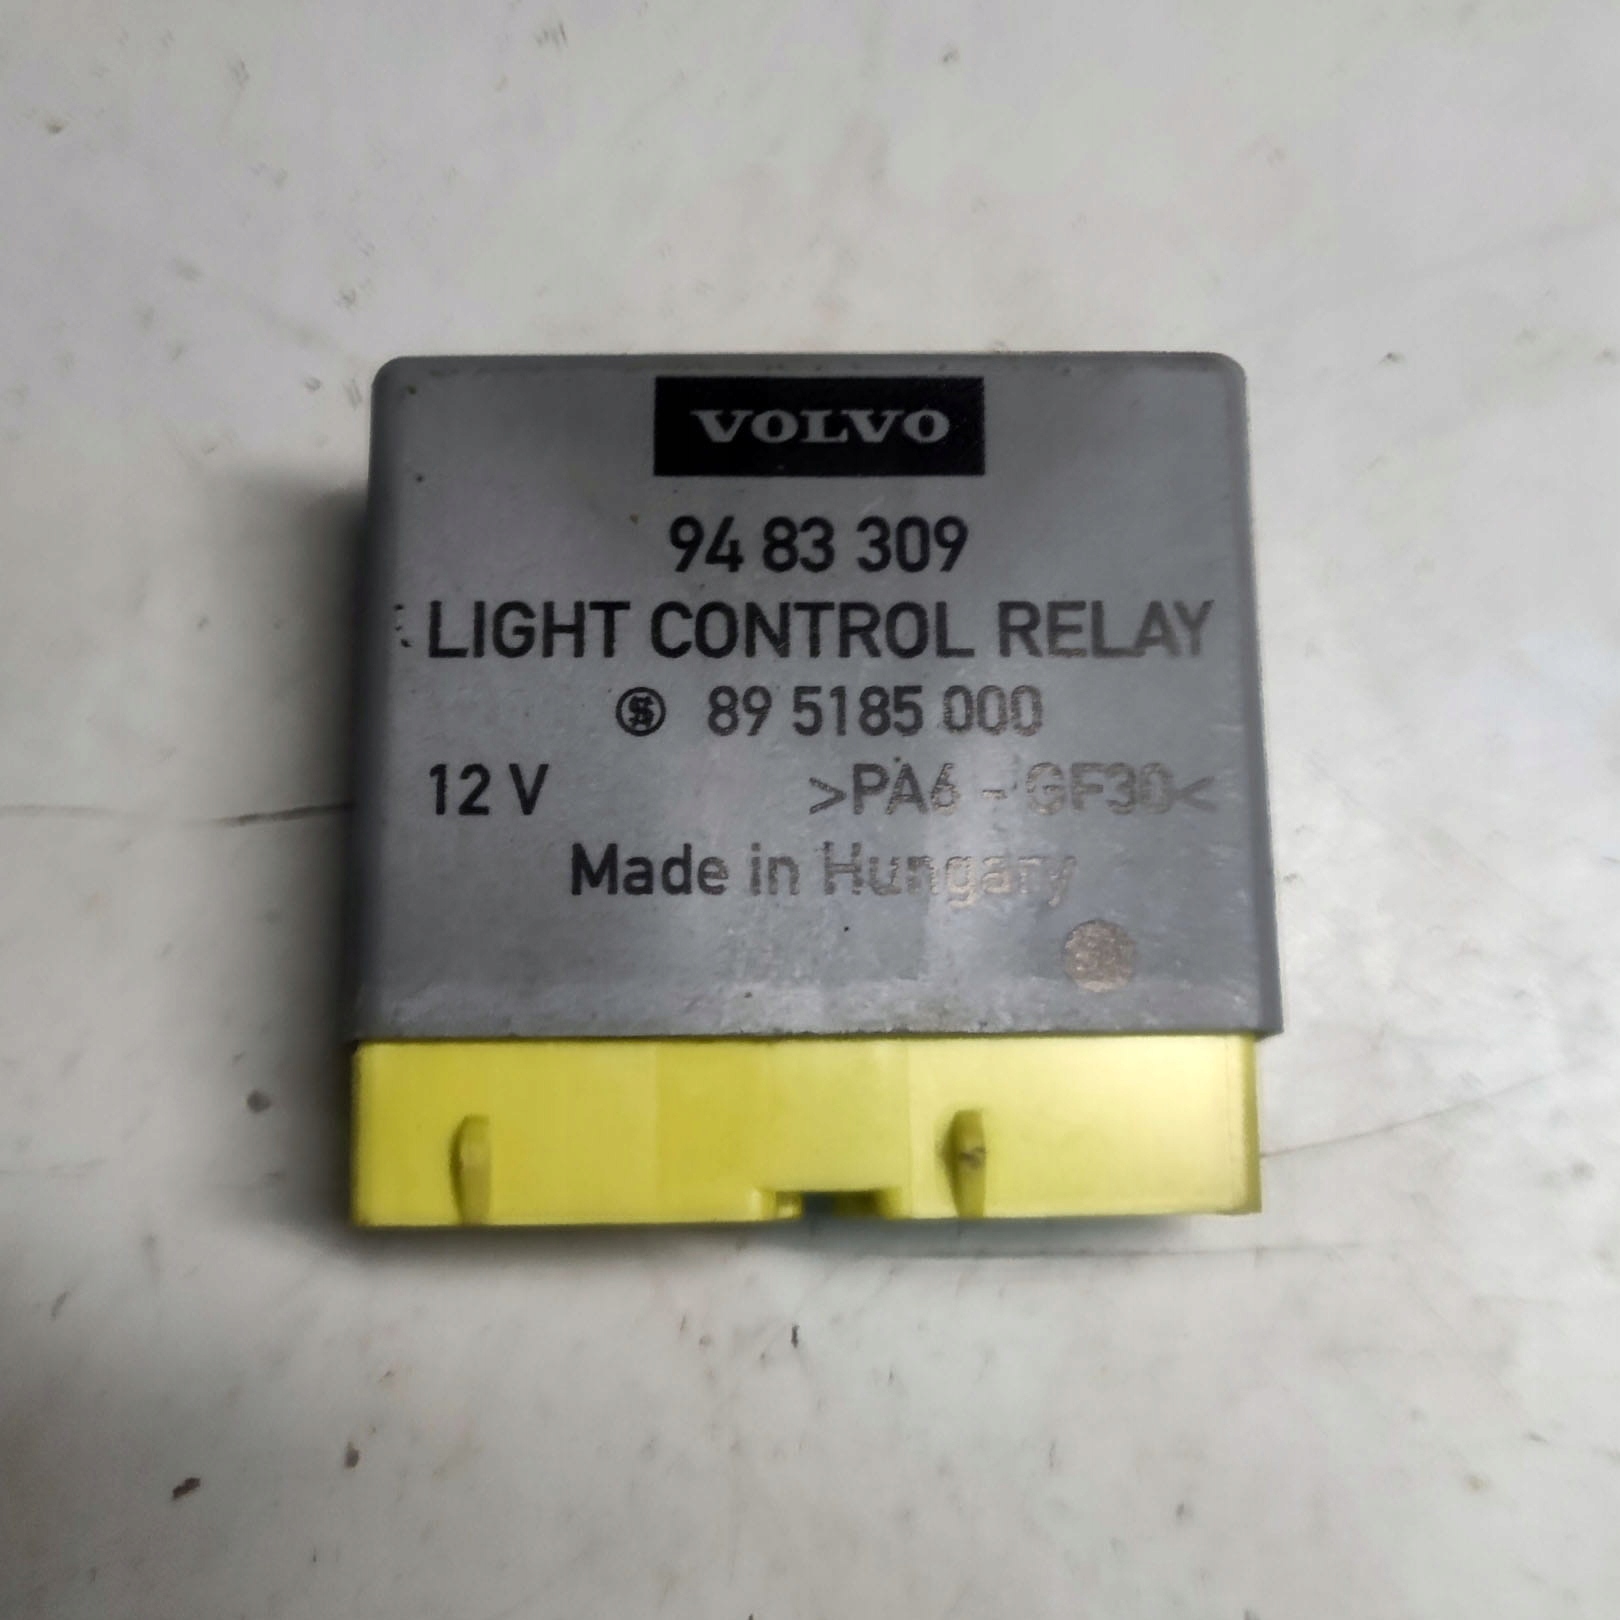 VOLVO
94 83 309
LIGHT CONTROL RELAY
89 5185 000
12 V >PA6 - GF30<
Made in Hungary